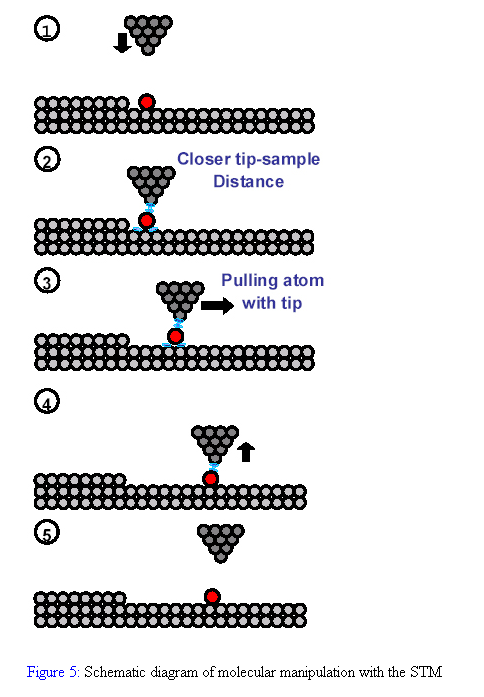 1
2
Closer tip-sample
Distance
3
Pulling atom
with tip
4
5
Figure 5: Schematic diagram of molecular manipulation with the STM